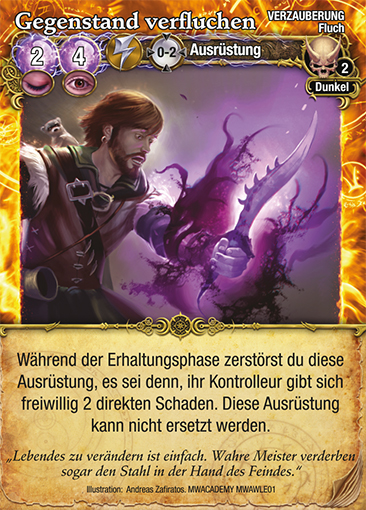 Gegenstand verfluchen
VERZAUBERUNG
Fluch
2 4 0-2 Ausrüstung
2
Dunkel
Während der Erhaltungsphase zerstörst du diese
Ausrüstung, es sei denn, ihr Kontrolleur gibt sich
freiwillig 2 direkten Schaden. Diese Ausrüstung
kann nicht ersetzt werden.
„Lebendes zu verändern ist einfach. Wahre Meister verderben
sogar den Stahl in der Hand des Feindes.“
Illustration: Andreas Zafiratos. MWACADEMY MWAWLE01